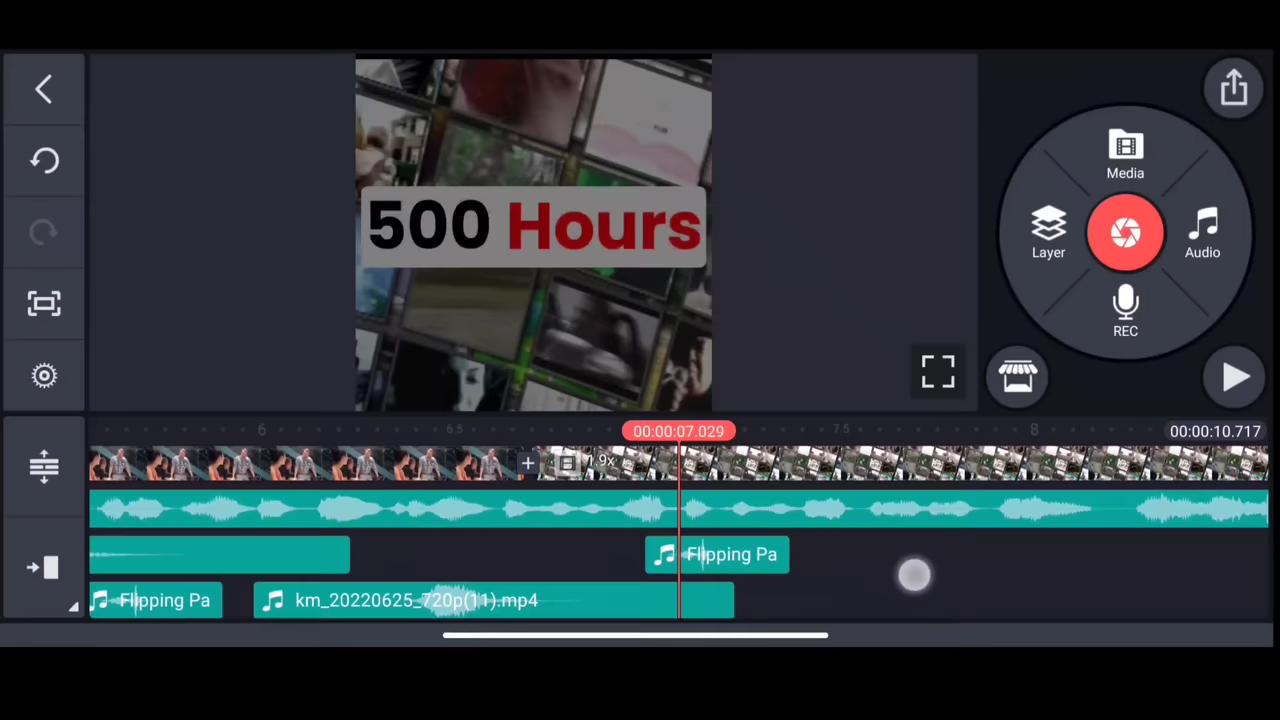 500 Hours
Media
Layer
Audio
REC
6
6.5
00:00:07.029
7.5
8
00:00:10.717
1.9x
Flipping Pa
Flipping Pa
km_20220625_720p(11).mp4